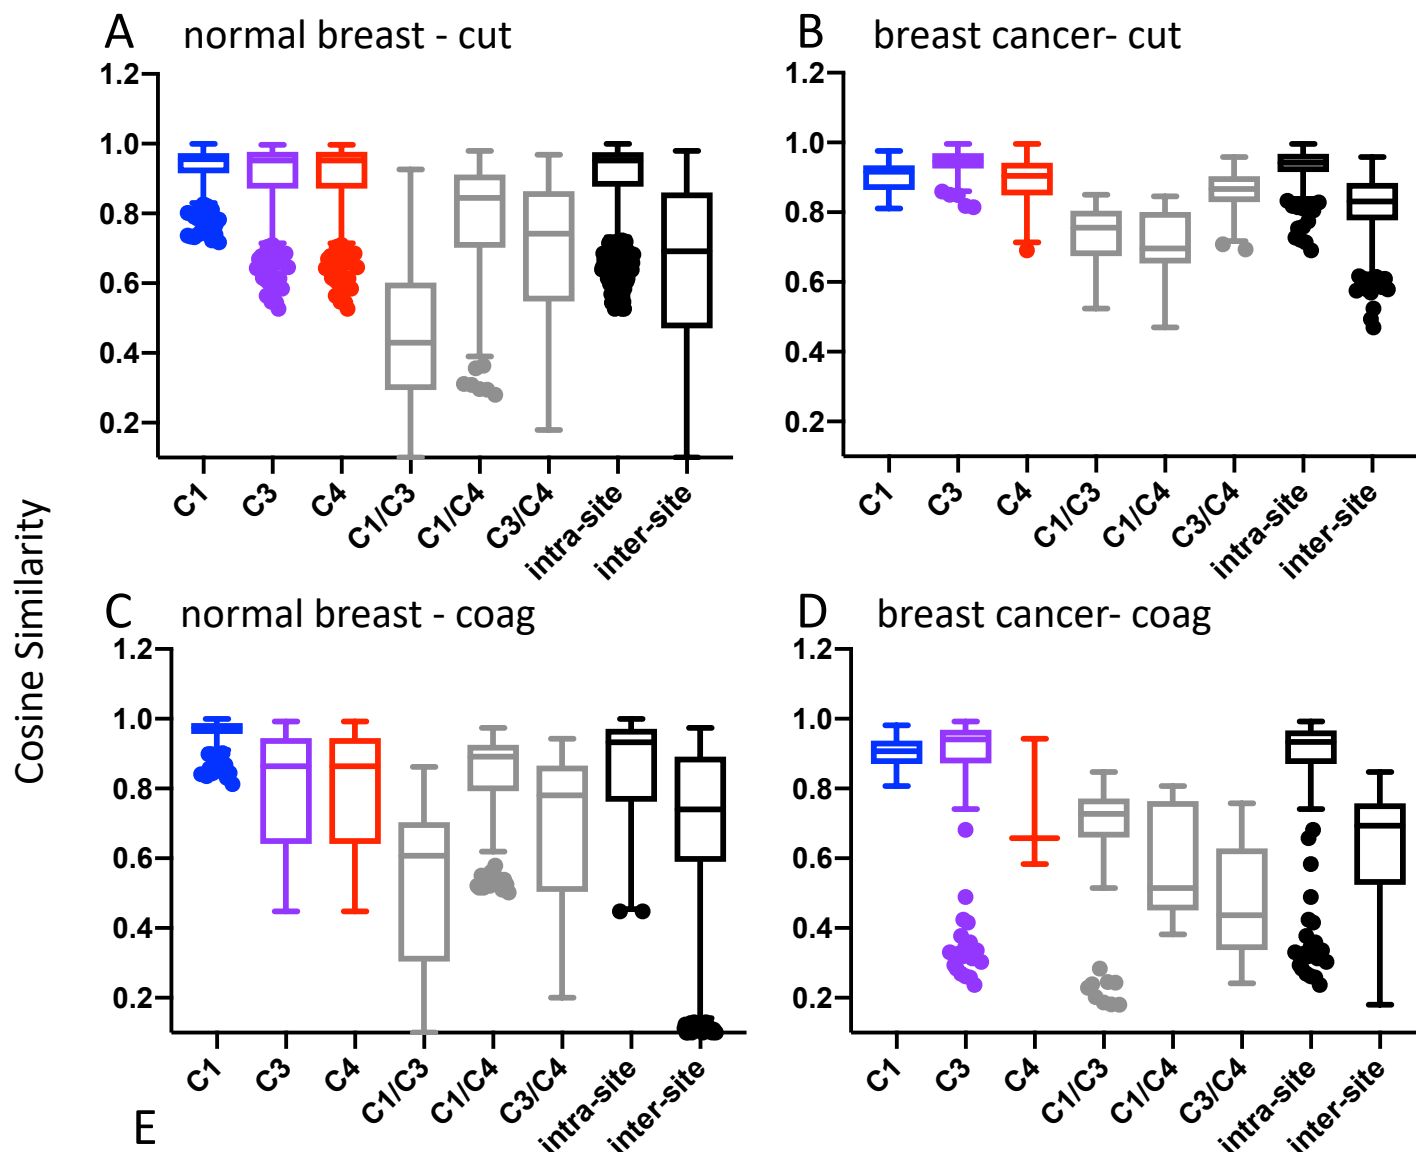 A normal breast - cut
1.2
1.0
0.8
0.6
0.4
0.2
C1 C3 C4 C1/C3 C1/C4 C3/C4 intra-site inter-site
B breast cancer- cut
1.2
1.0
0.8
0.6
0.4
0.2
C1 C3 C4 C1/C3 C1/C4 C3/C4 intra-site inter-site
Cosine Similarity
C normal breast - coag
1.2
1.0
0.8
0.6
0.4
0.2
C1 C3 C4 C1/C3 C1/C4 C3/C4 intra-site inter-site
D breast cancer- coag
1.2
1.0
0.8
0.6
0.4
0.2
C1 C3 C4 C1/C3 C1/C4 C3/C4 intra-site inter-site
E